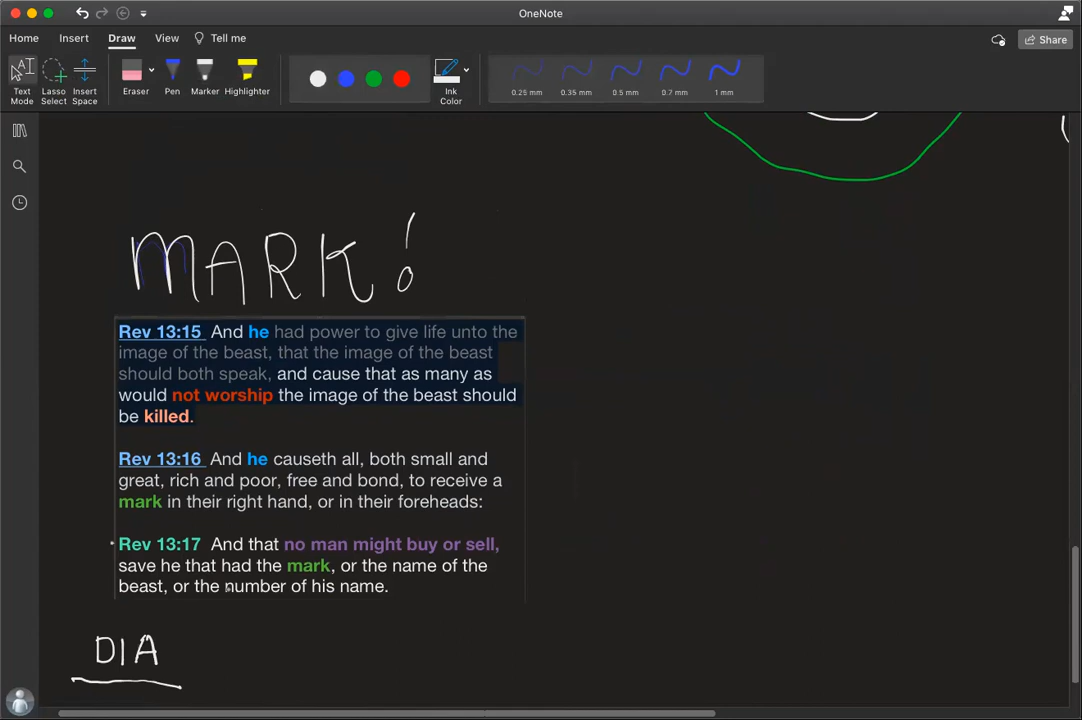 OneNote
Home Insert Draw View Tell me
Share
Text Mode
Lasso Select
Insert Space
Eraser
Pen
Marker
Highlighter
Ink Color
0.25 mm 0.35 mm 0.5 mm 0.7 mm 1 mm
MARK!
Rev 13:15 And he had power to give life unto the
image of the beast, that the image of the beast
should both speak, and cause that as many as
would not worship the image of the beast should
be killed.
Rev 13:16 And he causeth all, both small and
great, rich and poor, free and bond, to receive a
mark in their right hand, or in their foreheads:
Rev 13:17 And that no man might buy or sell,
save he that had the mark, or the name of the
beast, or the number of his name.
DIA